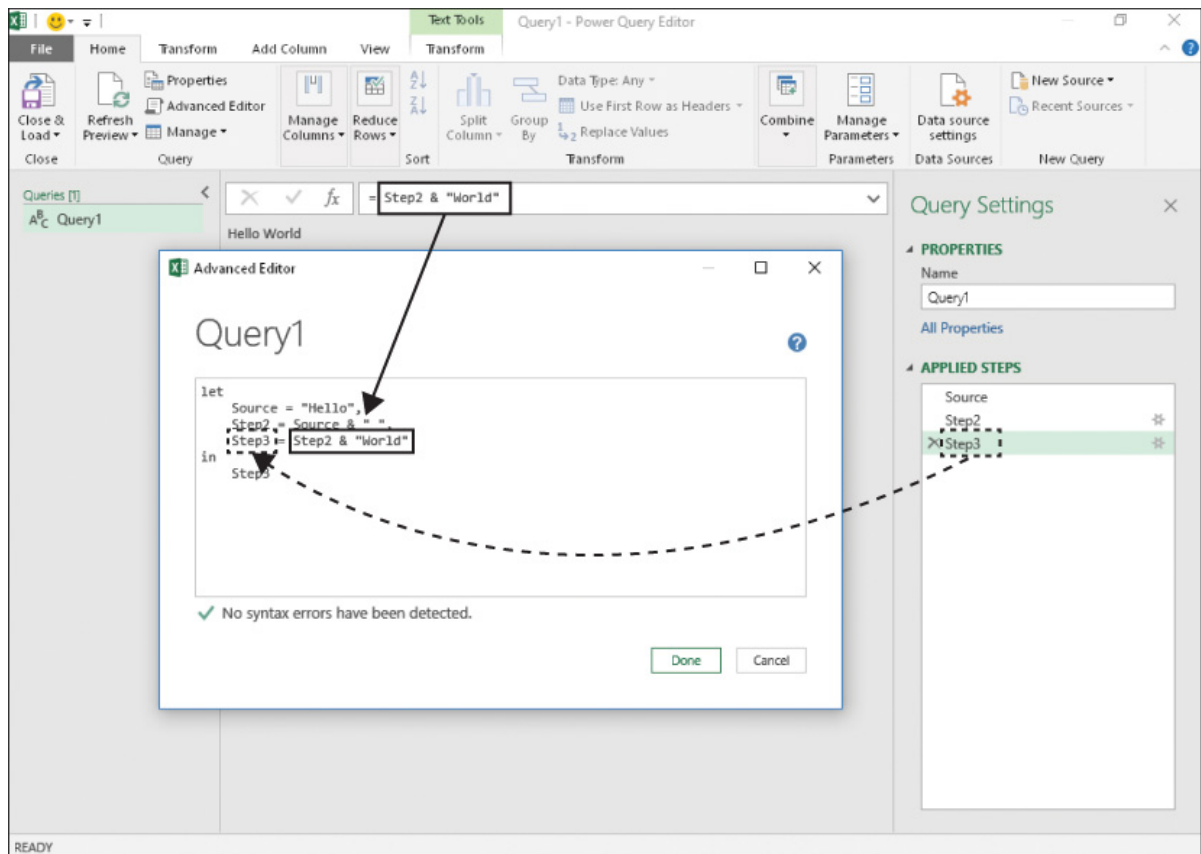 Text Tools
Query1 - Power Query Editor
File Home Transform Add Column View Transform
Close & Load
Refresh Preview
Properties
Advanced Editor
Manage
Manage Columns
Reduce Rows
Split Column
Group By
Data Type: Any
Use First Row as Headers
Replace Values
Combine
Manage Parameters
Data source settings
New Source
Recent Sources
Close Query Sort Transform Parameters Data Sources New Query
Queries [1]
ABC Query1
fx = Step2 & "World"
Hello World
Advanced Editor
Query1
let
Source = "Hello",
Step2 = Source & " ",
Step3 = Step2 & "World"
in
Step3
No syntax errors have been detected.
Done Cancel
Query Settings
PROPERTIES
Name
Query1
All Properties
APPLIED STEPS
Source
Step2
Step3
READY